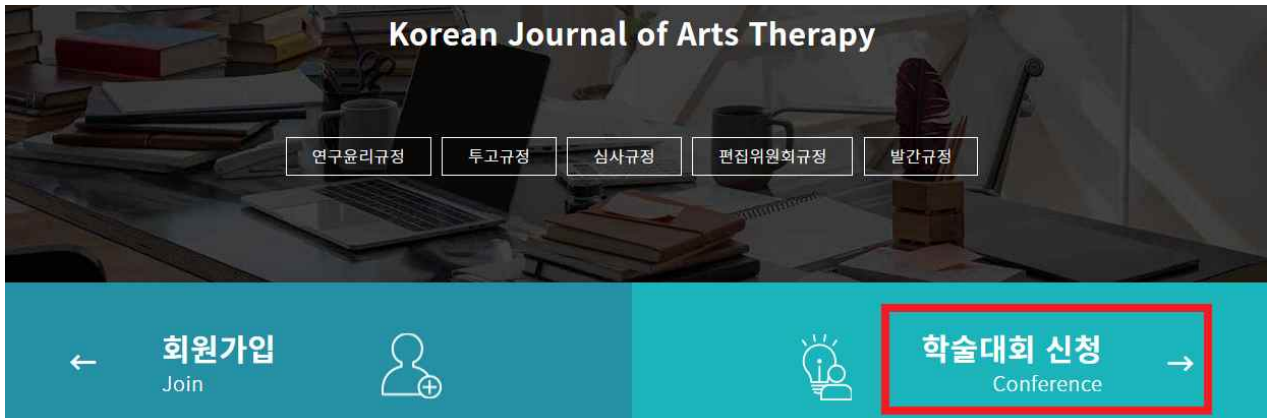 Korean Journal of Arts Therapy
연구윤리규정 투고규정 심사규정 편집위원회규정 발간규정
← 회원가입
Join
학술대회 신청 →
Conference